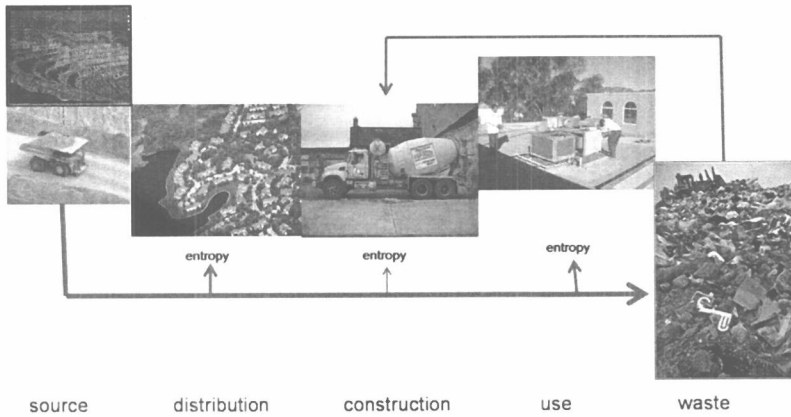 entropy
entropy
entropy
source
distribution
construction
use
waste